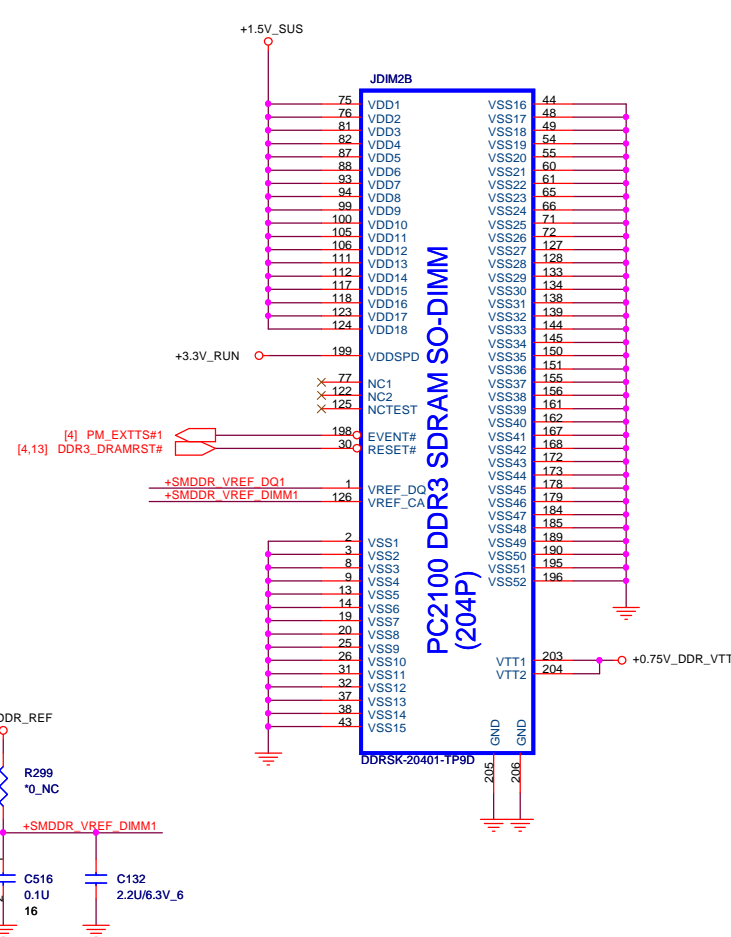 +1.5V_SUS
JDIM2B
75 VDD1 VSS16 44
76 VDD2 VSS17 48
81 VDD3 VSS18 49
82 VDD4 VSS19 54
87 VDD5 VSS20 55
88 VDD6 VSS21 60
93 VDD7 VSS22 61
94 VDD8 VSS23 65
99 VDD9 VSS24 66
100 VDD10 VSS25 71
105 VDD11 VSS26 72
106 VDD12 VSS27 127
111 VDD13 VSS28 128
112 VDD14 VSS29 133
117 VDD15 VSS30 134
118 VDD16 VSS31 138
123 VDD17 VSS32 139
124 VDD18 VSS33 144
VSS34 145
+3.3V_RUN 199 VDDSPD VSS35 150
VSS36 151
77 NC1 VSS37 155
122 NC2 VSS38 156
125 NCTEST VSS39 161
VSS40 162
[4] PM_EXTTS#1 198 EVENT# VSS41 167
[4,13] DDR3_DRAMRST# 30 RESET# VSS42 168
VSS43 172
VSS44 173
+SMDDR_VREF_DQ1 1 VREF_DQ VSS45 178
+SMDDR_VREF_DIMM1 126 VREF_CA VSS46 179
VSS47 184
VSS48 185
2 VSS1 VSS49 189
3 VSS2 VSS50 190
8 VSS3 VSS51 195
9 VSS4 VSS52 196
13 VSS5
14 VSS6
19 VSS7
20 VSS8
25 VSS9
26 VSS10 VTT1 203 +0.75V_DDR_VTT
31 VSS11 VTT2 204
32 VSS12
37 VSS13
38 VSS14
43 VSS15
PC2100 DDR3 SDRAM SO-DIMM
(204P)
GND GND
205 206
DDRSK-20401-TP9D
DDR_REF
R299
*0_NC
+SMDDR_VREF_DIMM1
C516
0.1U
16
C132
2.2U/6.3V_6